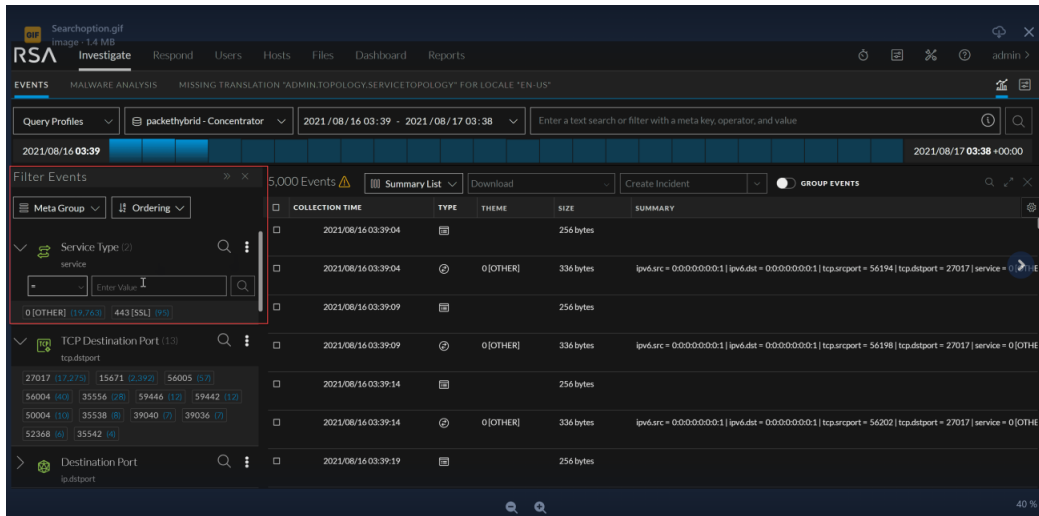 GIF
Searchoption.gif
image - 1.4 MB
RSA Investigate Respond Users Hosts Files Dashboard Reports admin >
EVENTS MALWARE ANALYSIS MISSING TRANSLATION "ADMIN.TOPOLOGY.SERVICETOPOLOGY" FOR LOCALE "EN-US"
Query Profiles packethybrid - Concentrator 2021/08/16 03:39 - 2021/08/17 03:38 Enter a text search or filter with a meta key, operator, and value
2021/08/16 03:39 2021/08/17 03:38 +00:00
Filter Events
5,000 Events Summary List Download Create Incident GROUP EVENTS
Meta Group Ordering
COLLECTION TIME TYPE THEME SIZE SUMMARY
2021/08/16 03:39:04 256 bytes
Service Type (2)
service
2021/08/16 03:39:04 0 [OTHER] 336 bytes ipv6.src = 0:0:0:0:0:0:0:1 | ipv6.dst = 0:0:0:0:0:0:0:1 | tcp.srcport = 56194 | tcp.dstport = 27017 | service = 0
= Enter Value
2021/08/16 03:39:09 256 bytes
0 [OTHER] (19,763) 443 [SSL] (95)
TCP Destination Port (13)
tcp.dstport
2021/08/16 03:39:09 0 [OTHER] 336 bytes ipv6.src = 0:0:0:0:0:0:0:1 | ipv6.dst = 0:0:0:0:0:0:0:1 | tcp.srcport = 56198 | tcp.dstport = 27017 | service = 0 [OTHE
27017 (17,275) 15671 (2,392) 56005 (57)
2021/08/16 03:39:14 256 bytes
56004 (40) 35556 (28) 59446 (12) 59442 (12)
50004 (10) 35538 (8) 39040 (7) 39036 (7)
2021/08/16 03:39:14 0 [OTHER] 336 bytes ipv6.src = 0:0:0:0:0:0:0:1 | ipv6.dst = 0:0:0:0:0:0:0:1 | tcp.srcport = 56202 | tcp.dstport = 27017 | service = 0 [OTHE
52368 (6) 35542 (4)
Destination Port
ip.dstport
2021/08/16 03:39:19 256 bytes
40 %